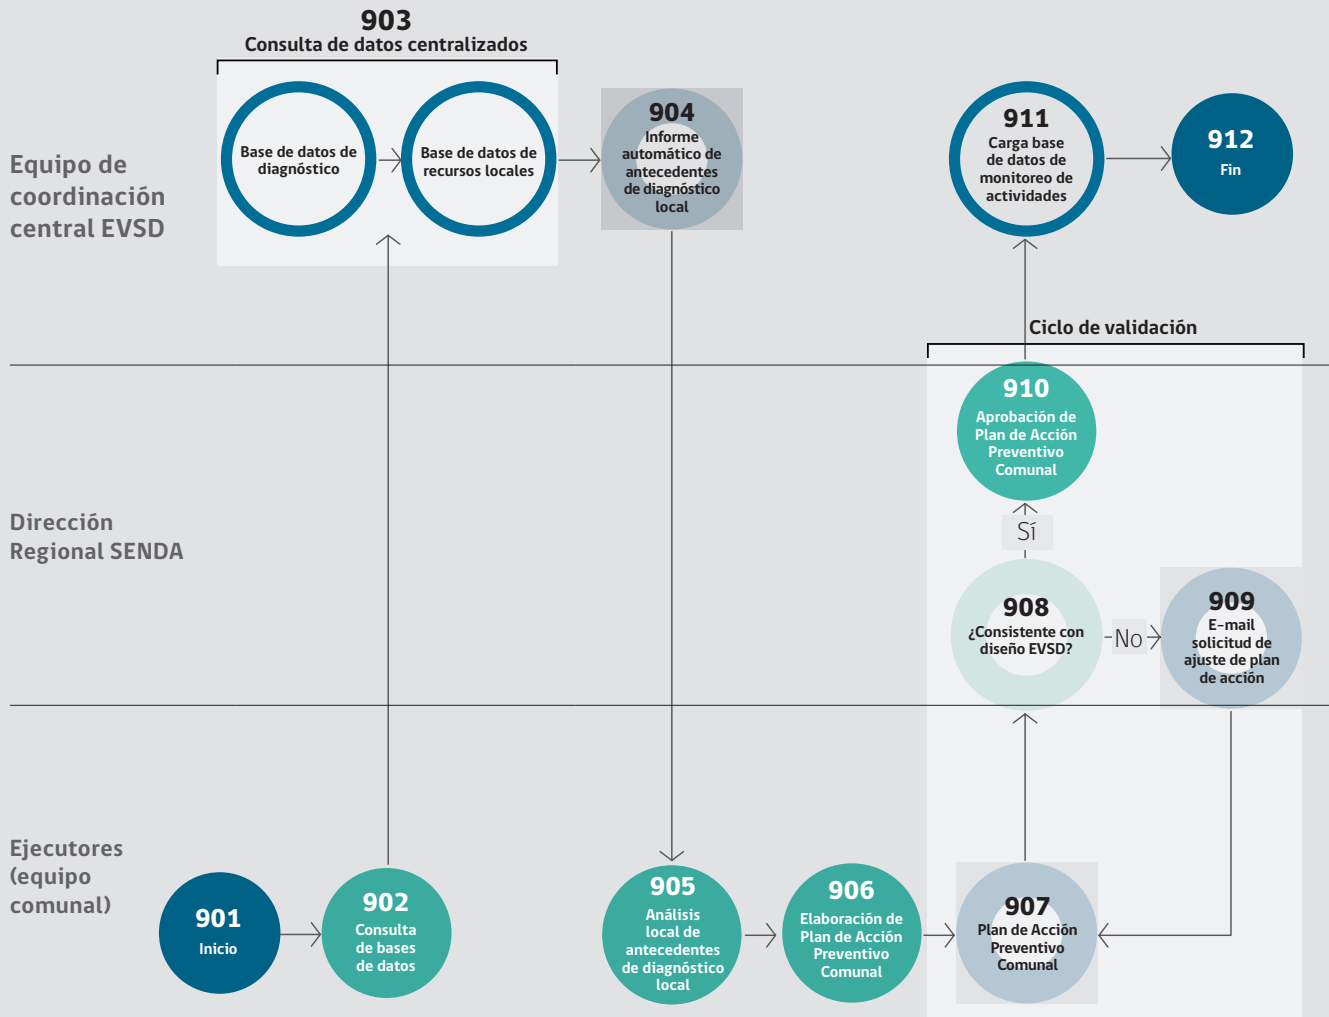 903
Consulta de datos centralizados
Equipo de
coordinación
central EVSD
Base de datos de
diagnóstico
Base de datos de
recursos locales
904
Informe
automático de
antecedentes
de diagnóstico
local
911
Carga base
de datos de
monitoreo de
actividades
912
Fin
Ciclo de validación
Dirección
Regional SENDA
910
Aprobación de
Plan de Acción
Preventivo
Comunal
Sí
908
¿Consistente con
diseño EVSD?
No
909
E-mail
solicitud de
ajuste de plan
de acción
Ejecutores
(equipo
comunal)
901
Inicio
902
Consulta
de bases
de datos
905
Análisis
local de
antecedentes
de diagnóstico
local
906
Elaboración de
Plan de Acción
Preventivo
Comunal
907
Plan de Acción
Preventivo
Comunal